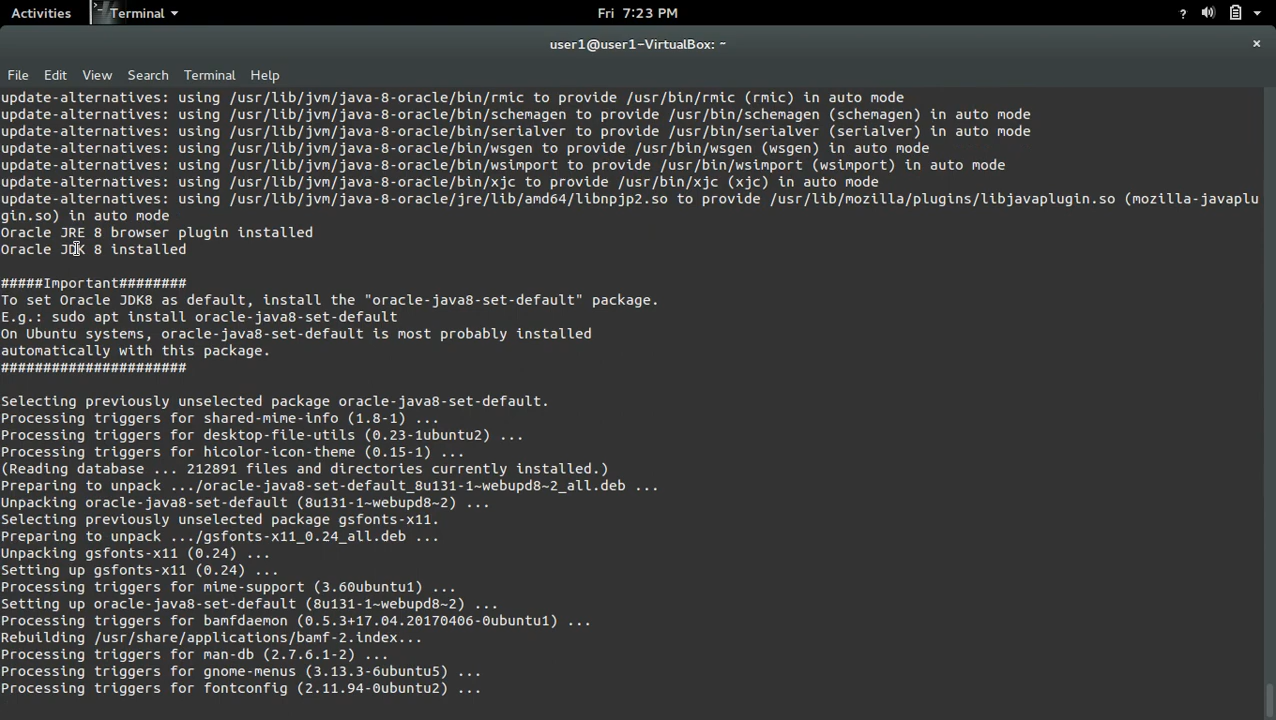 Activities
Terminal
Fri 7:23 PM
?
user1@user1-VirtualBox: ~
×
File Edit View Search Terminal Help
update-alternatives: using /usr/lib/jvm/java-8-oracle/bin/rmic to provide /usr/bin/rmic (rmic) in auto mode
update-alternatives: using /usr/lib/jvm/java-8-oracle/bin/schemagen to provide /usr/bin/schemagen (schemagen) in auto mode
update-alternatives: using /usr/lib/jvm/java-8-oracle/bin/serialver to provide /usr/bin/serialver (serialver) in auto mode
update-alternatives: using /usr/lib/jvm/java-8-oracle/bin/wsgen to provide /usr/bin/wsgen (wsgen) in auto mode
update-alternatives: using /usr/lib/jvm/java-8-oracle/bin/wsimport to provide /usr/bin/wsimport (wsimport) in auto mode
update-alternatives: using /usr/lib/jvm/java-8-oracle/bin/xjc to provide /usr/bin/xjc (xjc) in auto mode
update-alternatives: using /usr/lib/jvm/java-8-oracle/jre/lib/amd64/libnpjp2.so to provide /usr/lib/mozilla/plugins/libjavaplugin.so (mozilla-javaplu
gin.so) in auto mode
Oracle JRE 8 browser plugin installed
Oracle JDK 8 installed
#####Important########
To set Oracle JDK8 as default, install the "oracle-java8-set-default" package.
E.g.: sudo apt install oracle-java8-set-default
On Ubuntu systems, oracle-java8-set-default is most probably installed
automatically with this package.
######################
Selecting previously unselected package oracle-java8-set-default.
Processing triggers for shared-mime-info (1.8-1) ...
Processing triggers for desktop-file-utils (0.23-1ubuntu2) ...
Processing triggers for hicolor-icon-theme (0.15-1) ...
(Reading database ... 212891 files and directories currently installed.)
Preparing to unpack .../oracle-java8-set-default_8u131-1~webupd8~2_all.deb ...
Unpacking oracle-java8-set-default (8u131-1~webupd8~2) ...
Selecting previously unselected package gsfonts-x11.
Preparing to unpack .../gsfonts-x11_0.24_all.deb ...
Unpacking gsfonts-x11 (0.24) ...
Setting up gsfonts-x11 (0.24) ...
Processing triggers for mime-support (3.60ubuntu1) ...
Setting up oracle-java8-set-default (8u131-1~webupd8~2) ...
Processing triggers for bamfdaemon (0.5.3+17.04.20170406-0ubuntu1) ...
Rebuilding /usr/share/applications/bamf-2.index...
Processing triggers for man-db (2.7.6.1-2) ...
Processing triggers for gnome-menus (3.13.3-6ubuntu5) ...
Processing triggers for fontconfig (2.11.94-0ubuntu2) ...